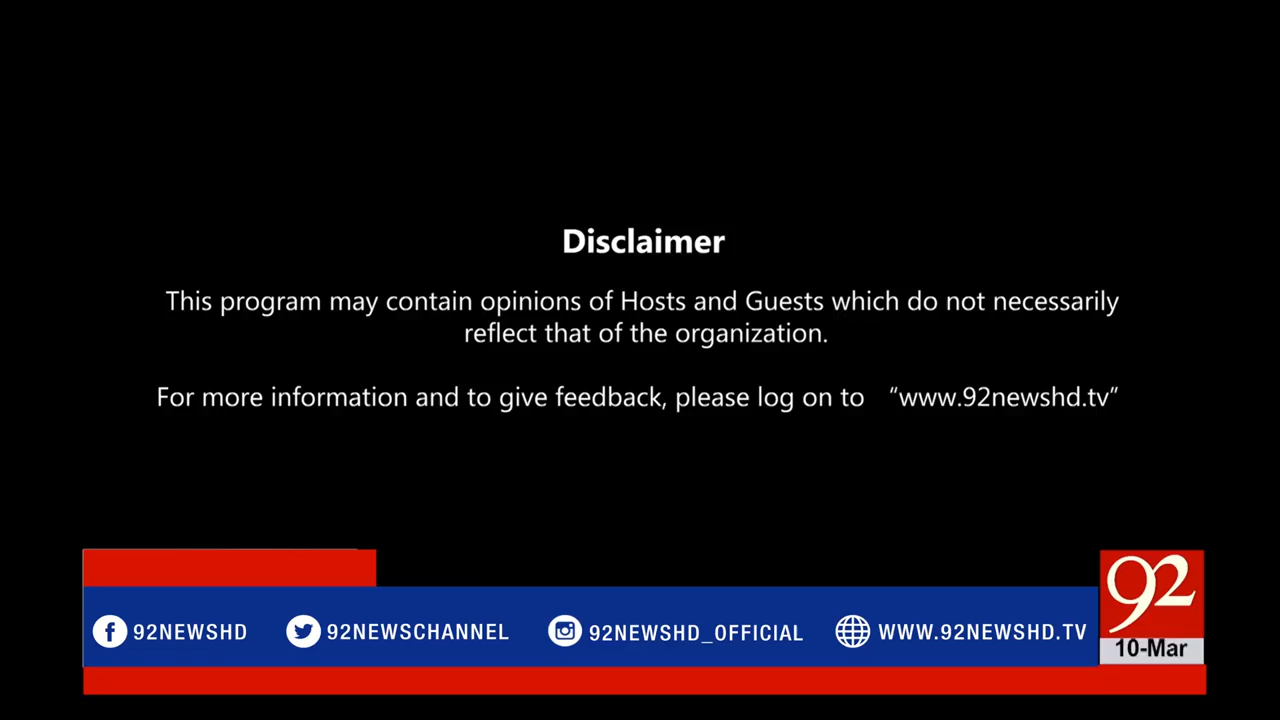 Disclaimer
This program may contain opinions of Hosts and Guests which do not necessarily
reflect that of the organization.
For more information and to give feedback, please log on to “www.92newshd.tv”
92NEWSHD 92NEWSCHANNEL 92NEWSHD_OFFICIAL WWW.92NEWSHD.TV
92
10-Mar